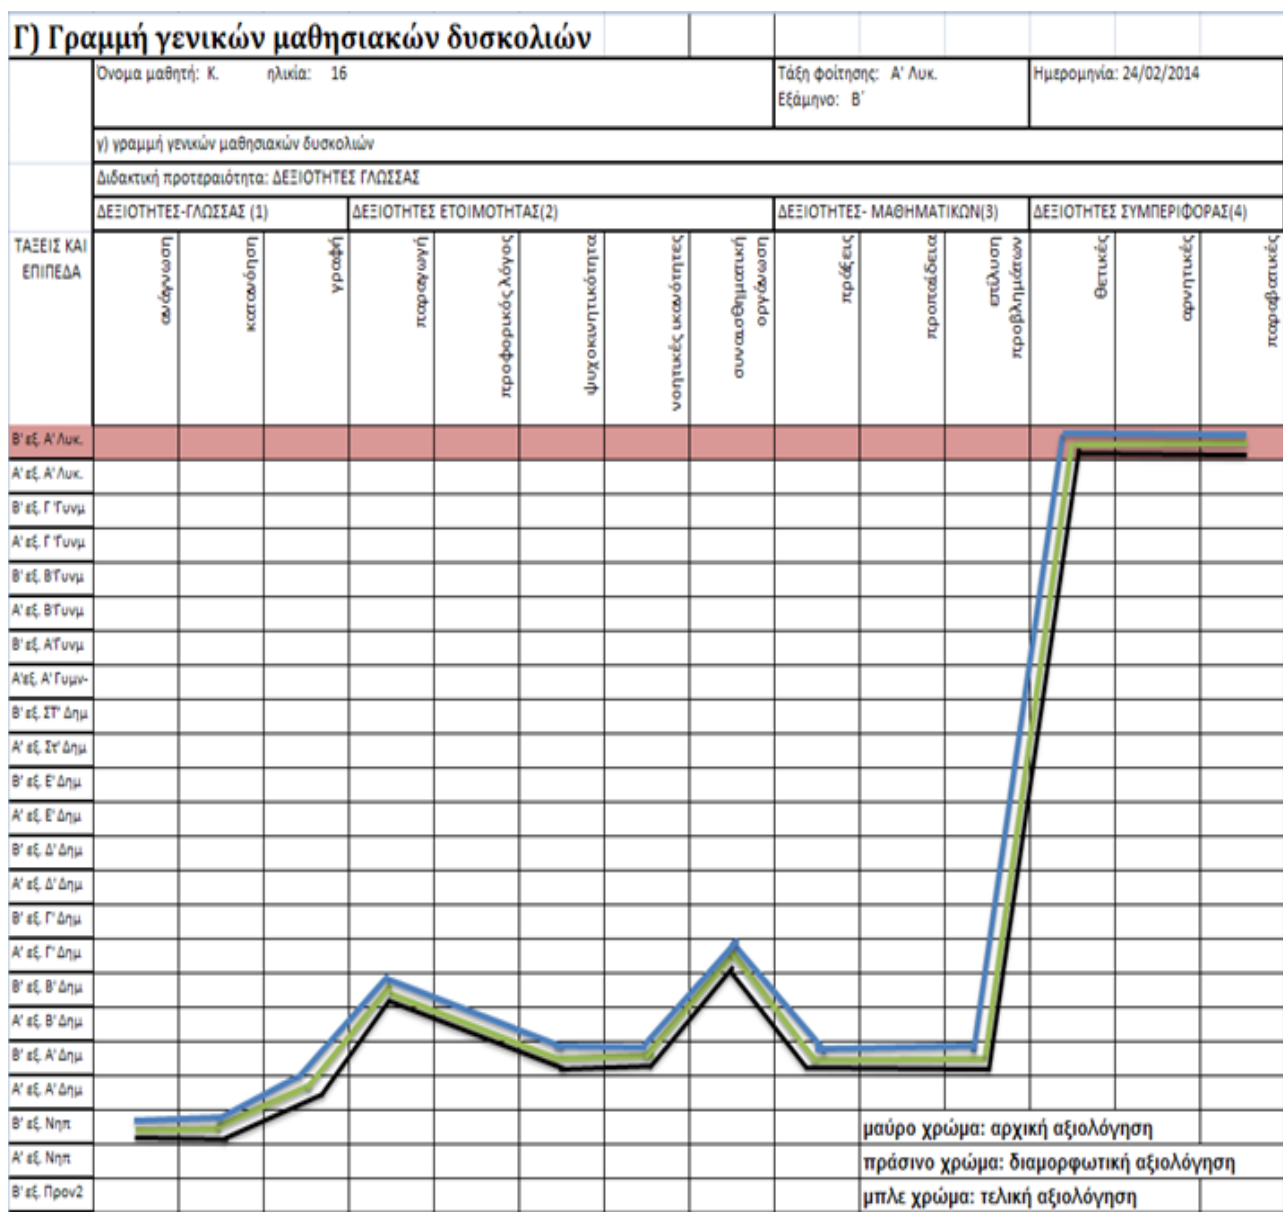 Γ) Γραμμή γενικών μαθησιακών δυσκολιών
Όνομα μαθητή: Κ. ηλικία: 16
Τάξη φοίτησης: Α' Λυκ.
Εξάμηνο: Β΄
Ημερομηνία: 24/02/2014
γ) γραμμή γενικών μαθησιακών δυσκολιών
Διδακτική προτεραιότητα: ΔΕΞΙΟΤΗΤΕΣ ΓΛΩΣΣΑΣ
ΔΕΞΙΟΤΗΤΕΣ-ΓΛΩΣΣΑΣ (1)
ΔΕΞΙΟΤΗΤΕΣ ΕΤΟΙΜΟΤΗΤΑΣ(2)
ΔΕΞΙΟΤΗΤΕΣ- ΜΑΘΗΜΑΤΙΚΩΝ(3)
ΔΕΞΙΟΤΗΤΕΣ ΣΥΜΠΕΡΙΦΟΡΑΣ(4)
ΤΑΞΕΙΣ ΚΑΙ
ΕΠΙΠΕΔΑ
ανάγνωση
κατανόηση
γραφή
παραγωγή
προφορικός λόγος
ψυχοκινητικότητα
νοητικές ικανότητες
συναισθηματική
οργάνωση
πράξεις
προπαίδεια
επίλυση
προβλημάτων
θετικές
αρνητικές
παραβατικές
Β' εξ. Α' Λυκ.
Α' εξ. Α' Λυκ.
Β' εξ. Γ 'Γυνμ
Α' εξ. Γ 'Γυνμ
Β' εξ. Β'Γυνμ
Α' εξ. Β'Γυνμ
Β' εξ. Α'Γυνμ
Α'εξ. Α' Γυμν-
Β' εξ. ΣΤ' Δημ
Α' εξ. Στ' Δημ
Β' εξ. Ε' Δημ
Α' εξ. Ε' Δημ
Β' εξ. Δ' Δημ
Α' εξ. Δ' Δημ
Β' εξ. Γ' Δημ
Α' εξ. Γ' Δημ
Β' εξ. Β' Δημ
Α' εξ. Β' Δημ
Β' εξ. Α' Δημ
Α' εξ. Α' Δημ
Β' εξ. Νηπ
Α' εξ. Νηπ
Β' εξ. Προν2
μαύρο χρώμα: αρχική αξιολόγηση
πράσινο χρώμα: διαμορφωτική αξιολόγηση
μπλε χρώμα: τελική αξιολόγηση